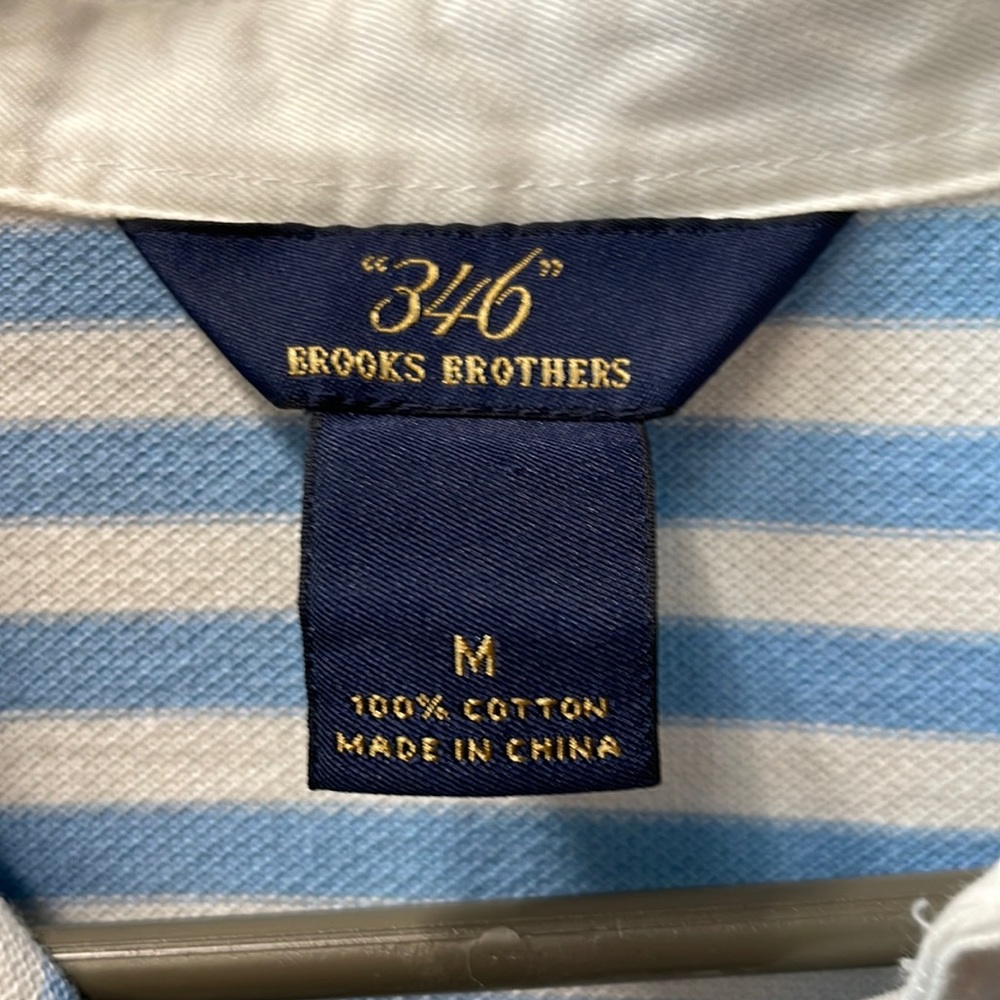 “346”
BROOKS BROTHERS
M
100% COTTON
MADE IN CHINA